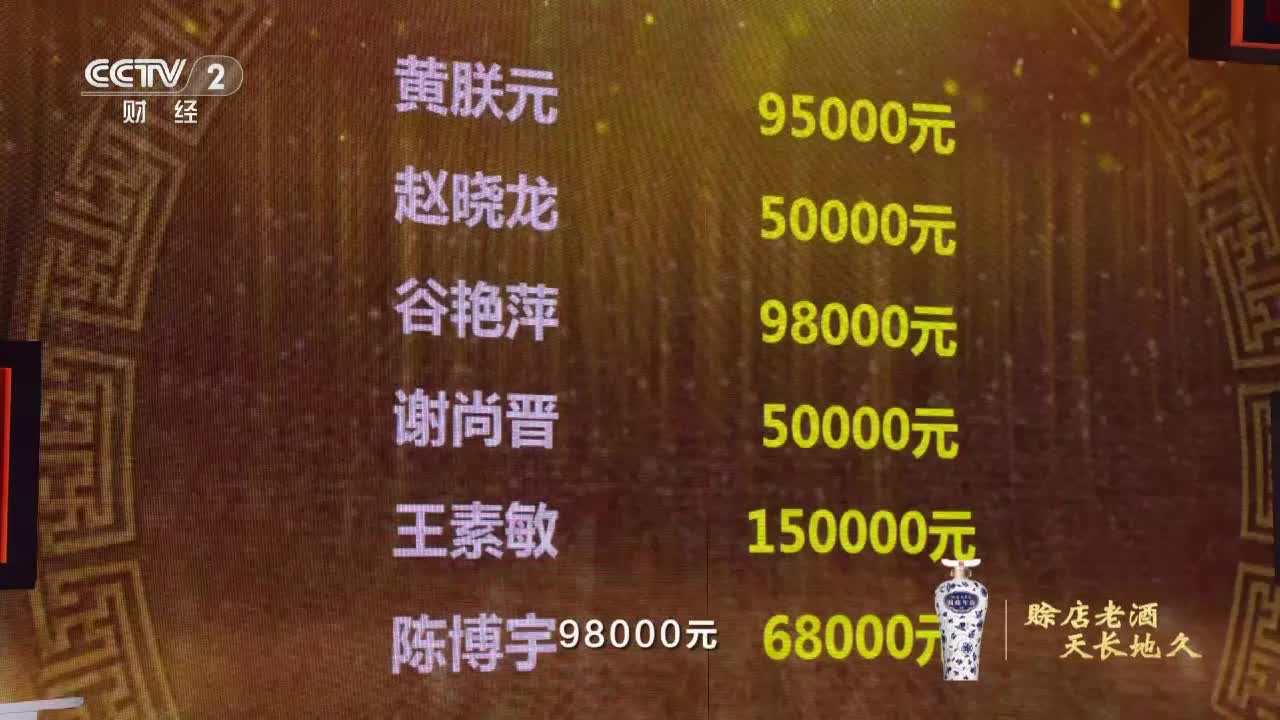 CCTV 2
财经
黄朕元 95000元
赵晓龙 50000元
谷艳萍 98000元
谢尚晋 50000元
王素敏 150000元
陈博宇 68000元
98000元
赊店老酒
天长地久